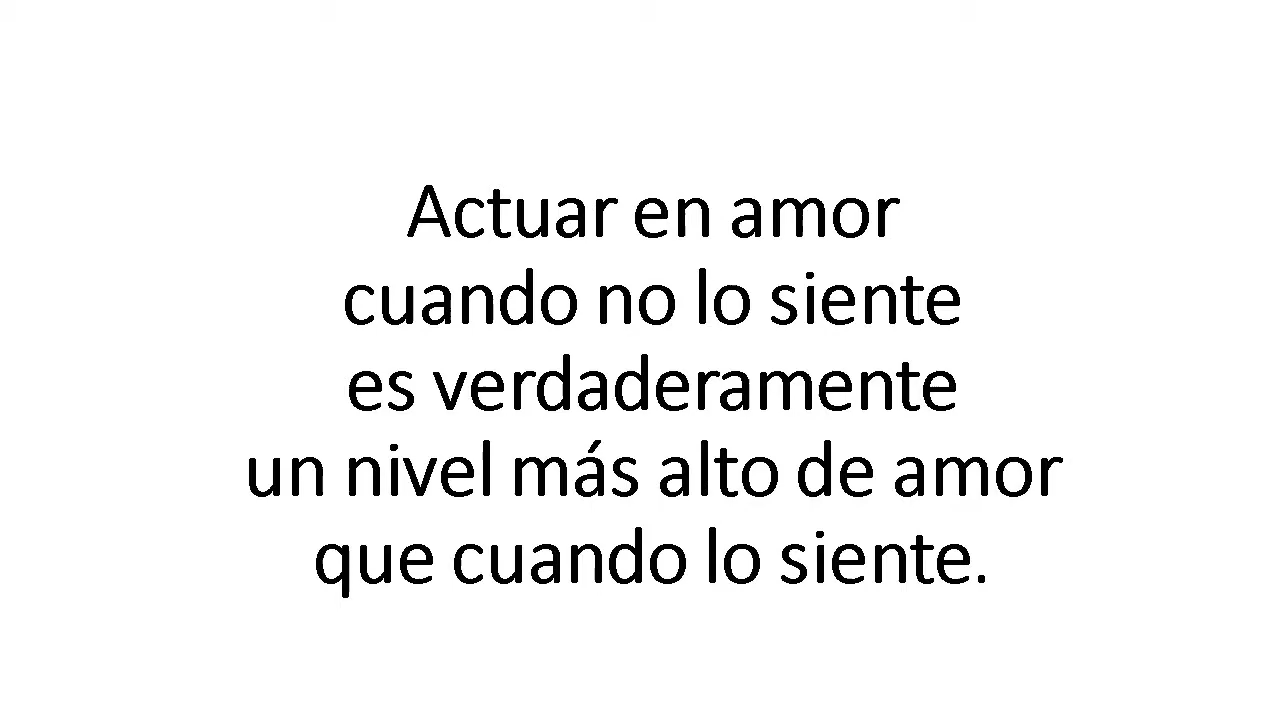 Actuar en amor
cuando no lo siente
es verdaderamente
un nivel más alto de amor
que cuando lo siente.